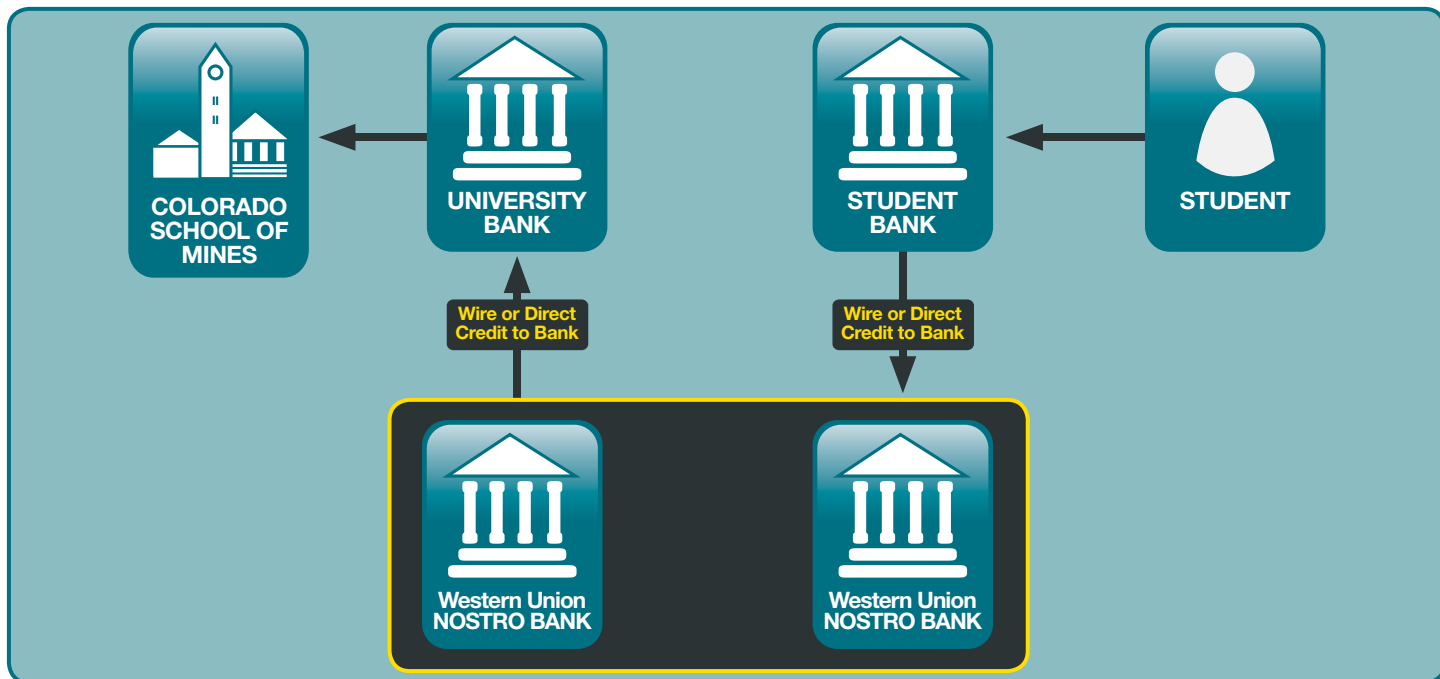 COLORADO
SCHOOL OF
MINES
UNIVERSITY
BANK
STUDENT
BANK
STUDENT
Wire or Direct
Credit to Bank
Wire or Direct
Credit to Bank
Western Union
NOSTRO BANK
Western Union
NOSTRO BANK